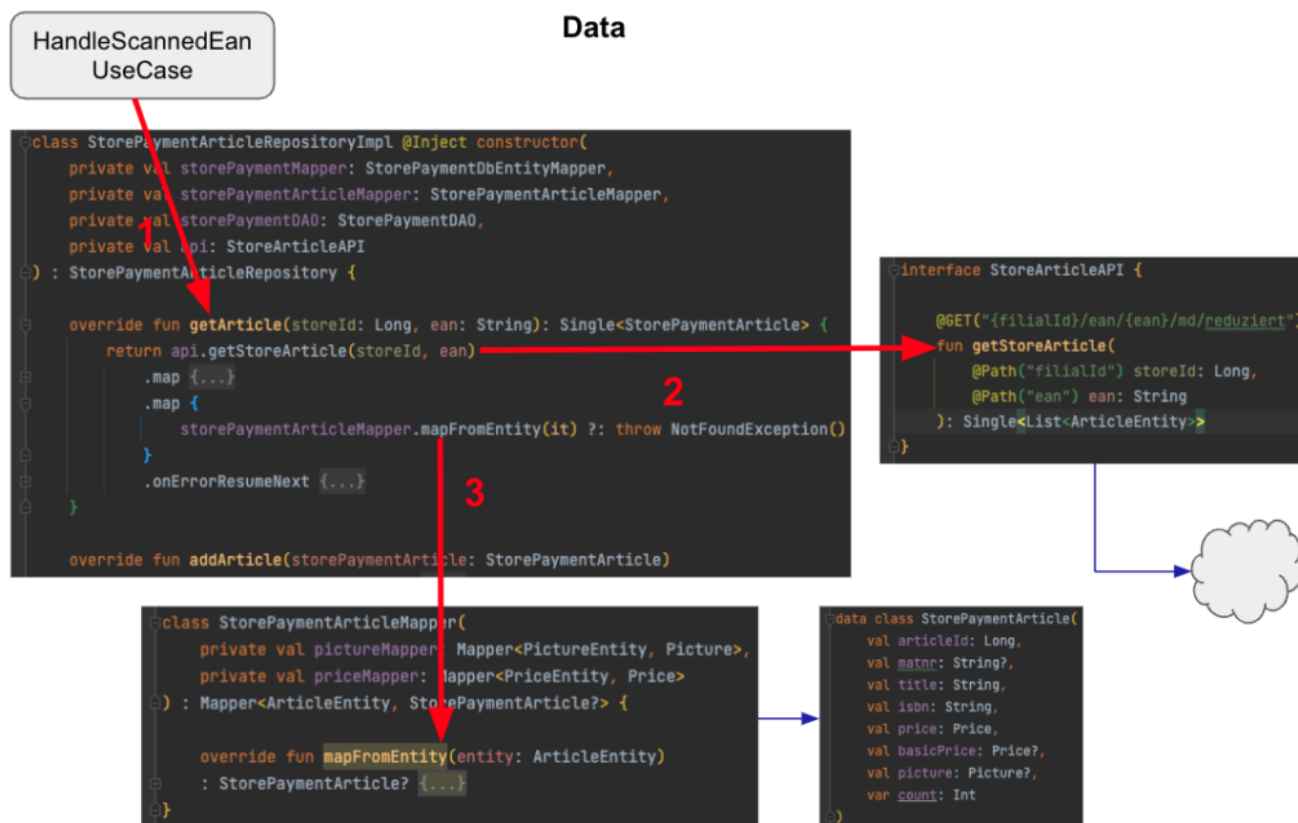 Data
HandleScannedEan
UseCase
class StorePaymentArticleRepositoryImpl @Inject constructor(
private val storePaymentMapper: StorePaymentDbEntityMapper,
private val storePaymentArticleMapper: StorePaymentArticleMapper,
private val storePaymentDAO: StorePaymentDAO,
private val api: StoreArticleAPI
) : StorePaymentArticleRepository {
1
override fun getArticle(storeId: Long, ean: String): Single<StorePaymentArticle> {
return api.getStoreArticle(storeId, ean)
.map {...}
.map {
storePaymentArticleMapper.mapFromEntity(it) ?: throw NotFoundException()
}
.onErrorResumeNext {...}
}
override fun addArticle(storePaymentArticle: StorePaymentArticle)
2
interface StoreArticleAPI {
@GET("{filialId}/ean/{ean}/md/reduziert")
fun getStoreArticle(
@Path("filialId") storeId: Long,
@Path("ean") ean: String
): Single<List<ArticleEntity>>
}
3
class StorePaymentArticleMapper(
private val pictureMapper: Mapper<PictureEntity, Picture>,
private val priceMapper: Mapper<PriceEntity, Price>
) : Mapper<ArticleEntity, StorePaymentArticle?> {
override fun mapFromEntity(entity: ArticleEntity)
: StorePaymentArticle? {...}
}
data class StorePaymentArticle(
val articleId: Long,
val matnr: String?,
val title: String,
val isbn: String,
val price: Price,
val basicPrice: Price?,
val picture: Picture?,
var count: Int
)